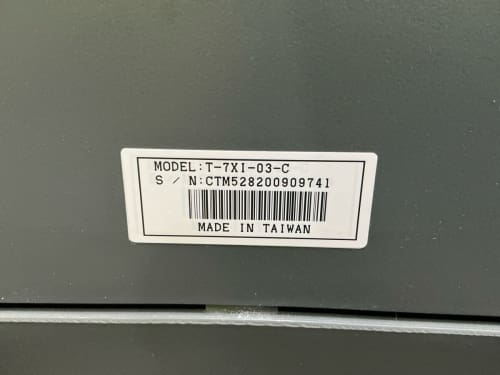 MODEL:T-7XI-03-C
S / N:CTM528200909741
MADE IN TAIWAN